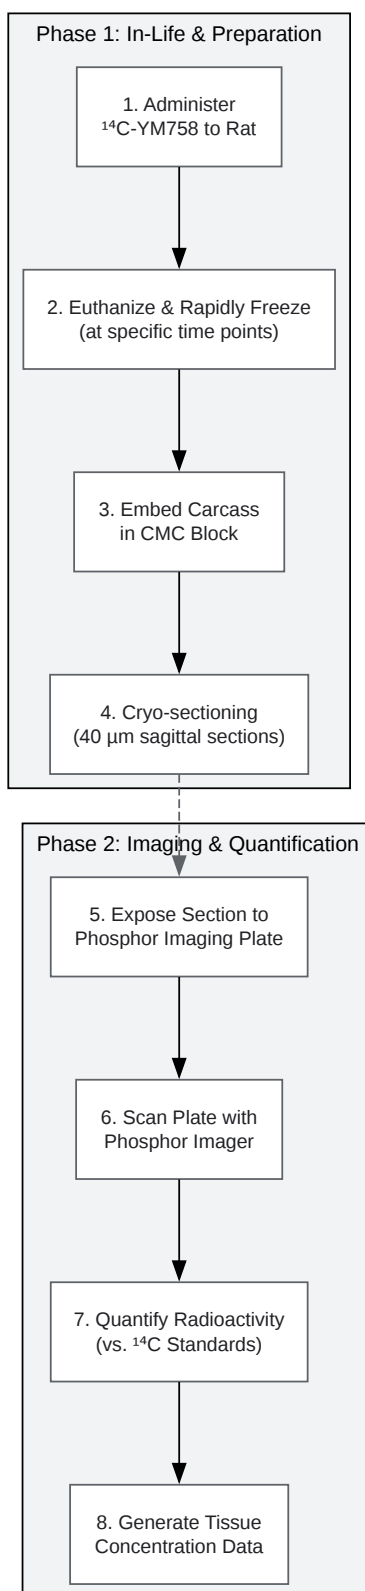 Phase 1: In-Life & Preparation
1. Administer
¹⁴C-YM758 to Rat
2. Euthanize & Rapidly Freeze
(at specific time points)
3. Embed Carcass
in CMC Block
4. Cryo-sectioning
(40 µm sagittal sections)
Phase 2: Imaging & Quantification
5. Expose Section to
Phosphor Imaging Plate
6. Scan Plate with
Phosphor Imager
7. Quantify Radioactivity
(vs. ¹⁴C Standards)
8. Generate Tissue
Concentration Data